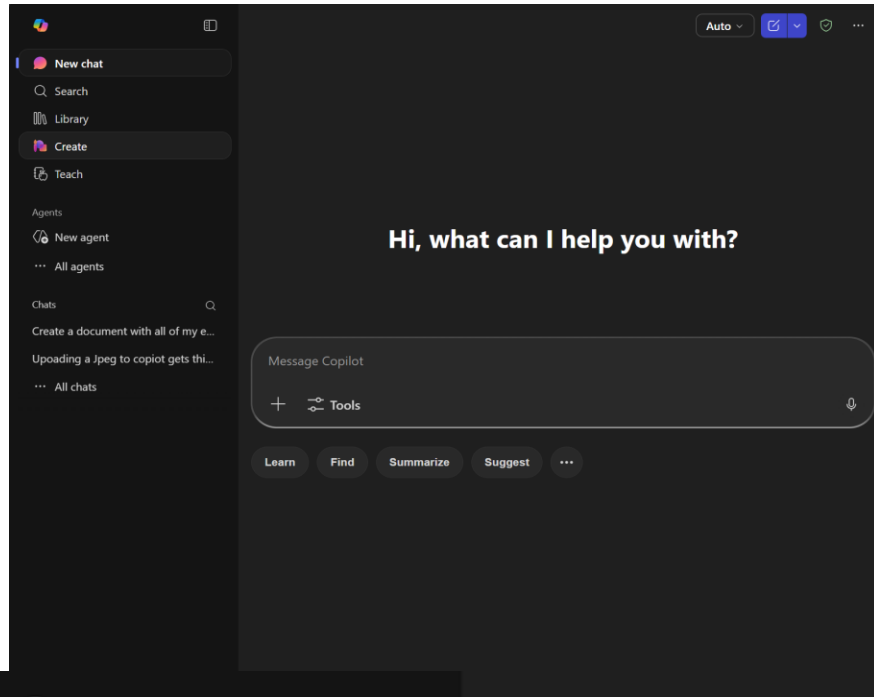 New chat
Search
Library
Create
Teach
Agents
New agent
All agents
Chats
Create a document with all of my e...
Upoading a Jpeg to copiot gets thi...
All chats
Auto
Hi, what can I help you with?
Message Copilot
Tools
Learn Find Summarize Suggest